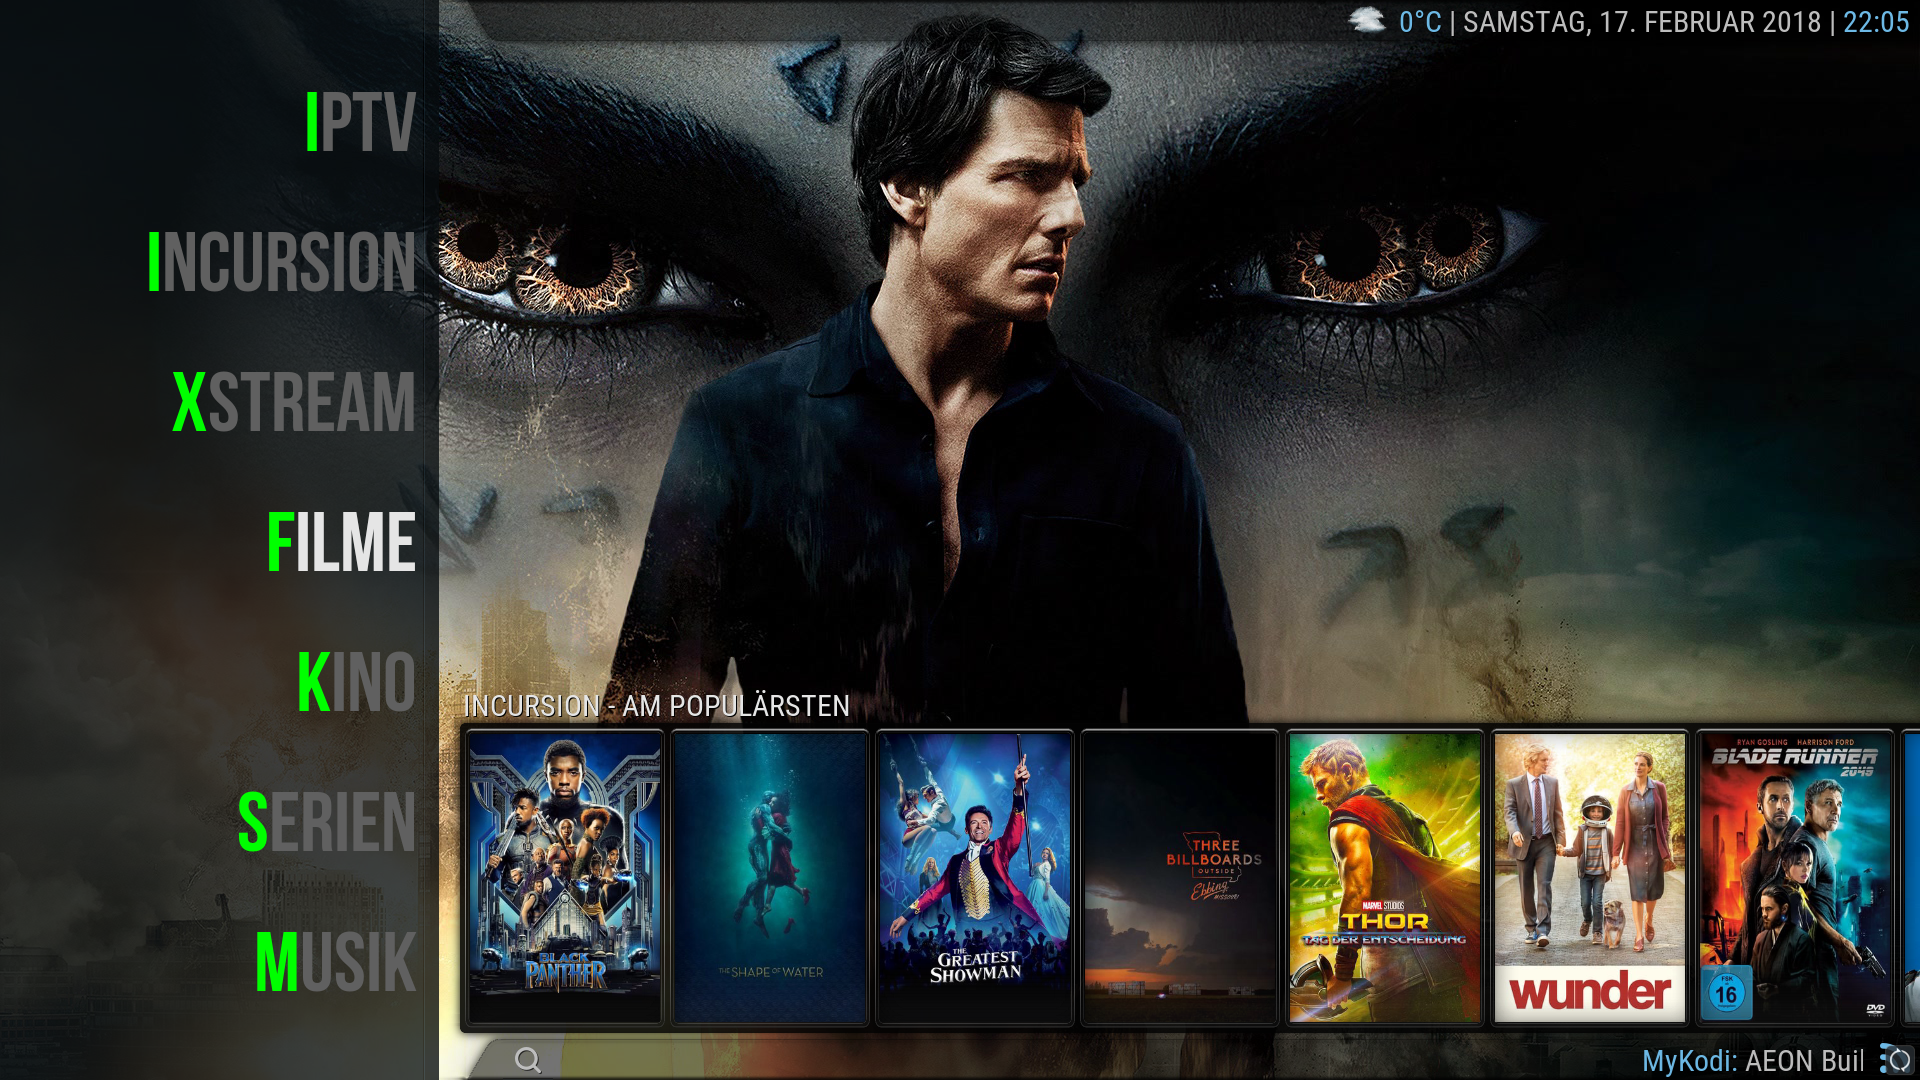 0°C | SAMSTAG, 17. FEBRUAR 2018 | 22:05
IPTV
INCURSION
XSTREAM
FILME
KINO
SERIEN
MUSIK
INCURSION - AM POPULÄRSTEN
BLACK
PANTHER
THE SHAPE OF WATER
THE
GREATEST
SHOWMAN
THREE
BILLBOARDS
OUTSIDE
Ebbing
MISSOURI
MARVEL STUDIOS
THOR
TAG DER ENTSCHEIDUNG
wunder
RYAN GOSLING HARRISON FORD
BLADE RUNNER
2049
FSK
16
DVD
VIDEO
MyKodi: AEON Buil